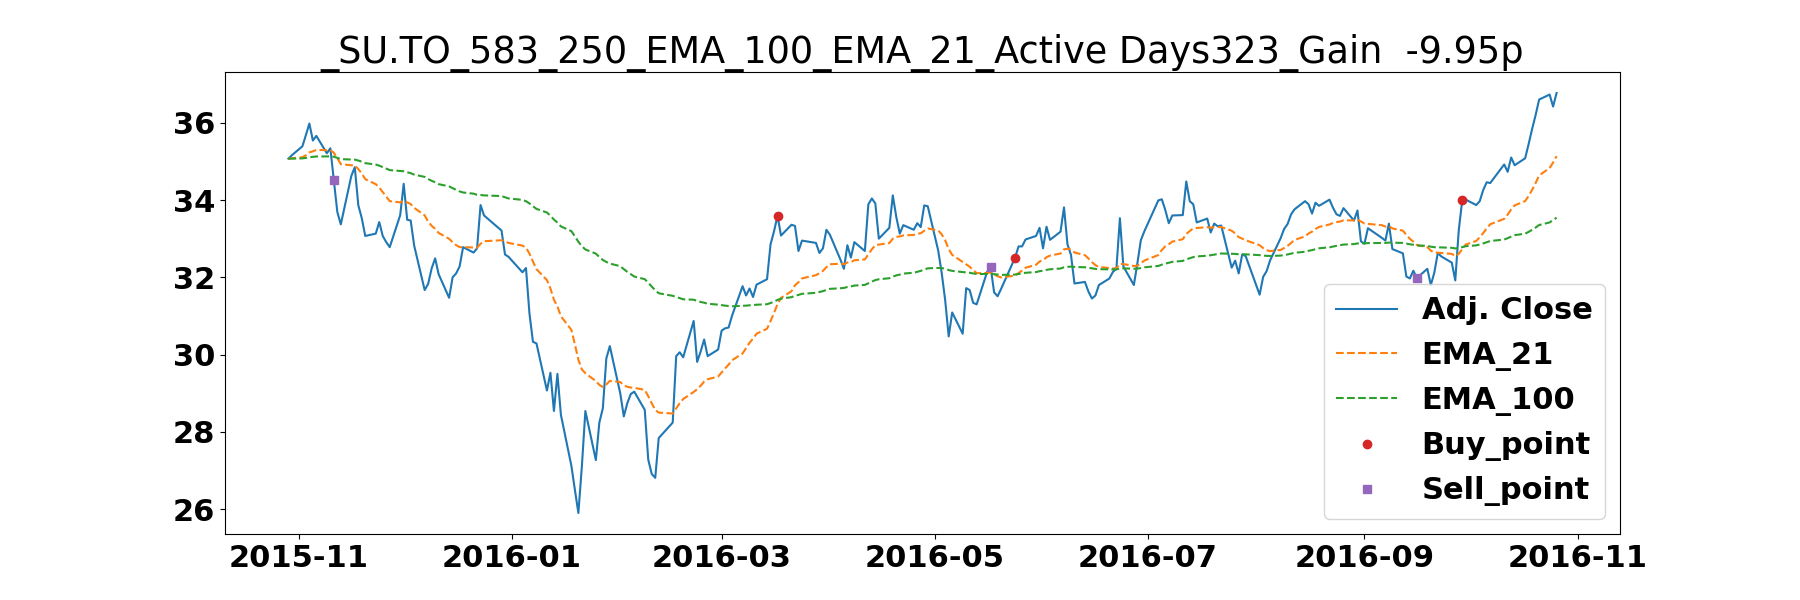 _SU.TO_583_250_EMA_100_EMA_21_Active Days323_Gain  -9.95p
36
34
32
30
28
26
Adj. Close
EMA_21
EMA_100
Buy_point
Sell_point
2015-11 2016-01 2016-03 2016-05 2016-07 2016-09 2016-11